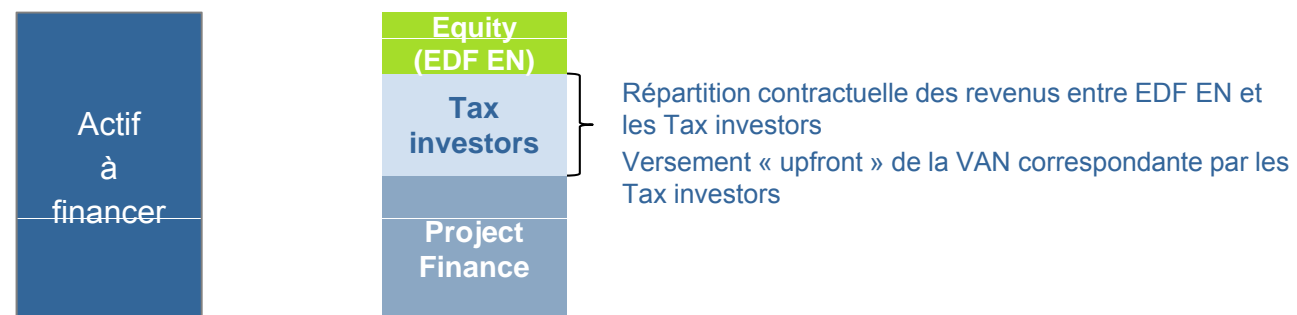 Actif
à
financer
Equity
(EDF EN)
Tax
investors
Project
Finance
Répartition contractuelle des revenus entre EDF EN et
les Tax investors
Versement « upfront » de la VAN correspondante par les
Tax investors